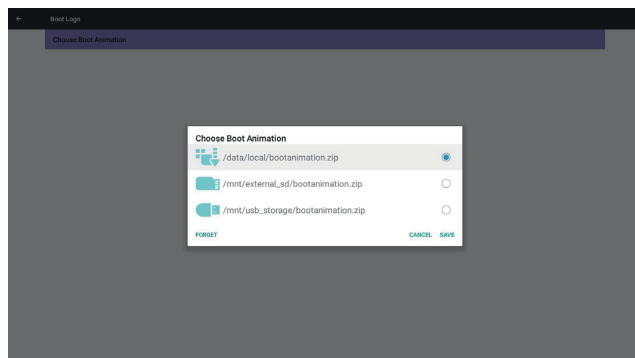 Boot Logo
Choose Boot Animation
Choose Boot Animation
/data/local/bootanimation.zip
/mnt/external_sd/bootanimation.zip
/mnt/usb_storage/bootanimation.zip
FORGET CANCEL SAVE